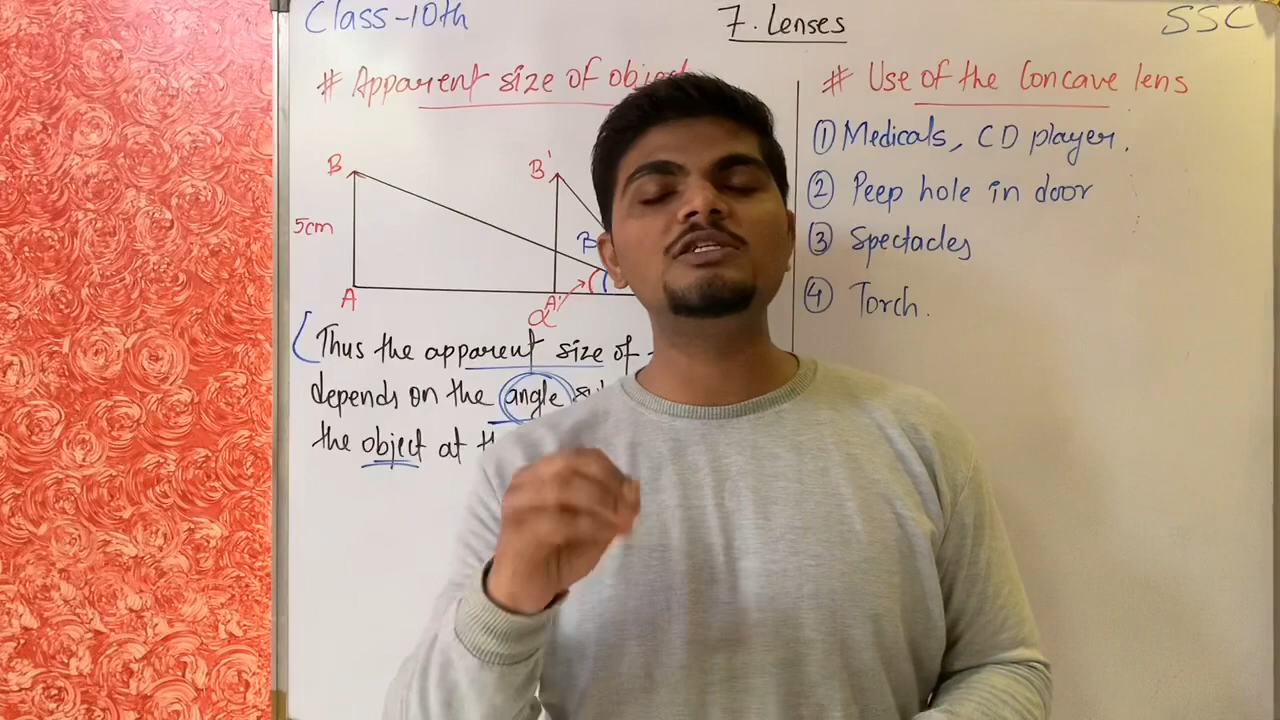 Class-10th
7. Lenses
SSC
# Apparent size of object
B
B'
5cm
B
A
A'
α
(Thus the apparent size of
depends on the angle
the object at
# Use of the Concave lens
① Medicals, CD player.
② Peep hole in door
③ Spectacles
④ Torch.